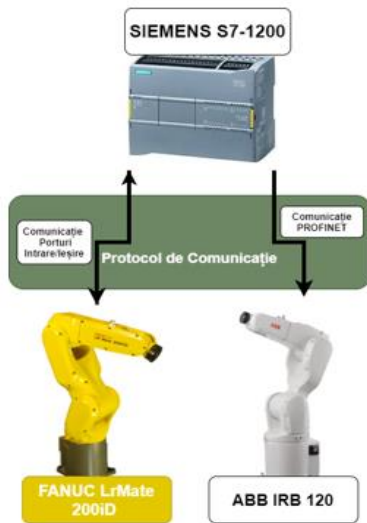 SIEMENS S7-1200
Comunicație
Porturi
Intrare/Ieșire
Comunicație
PROFINET
Protocol de Comunicație
FANUC LrMate
200iD
ABB IRB 120